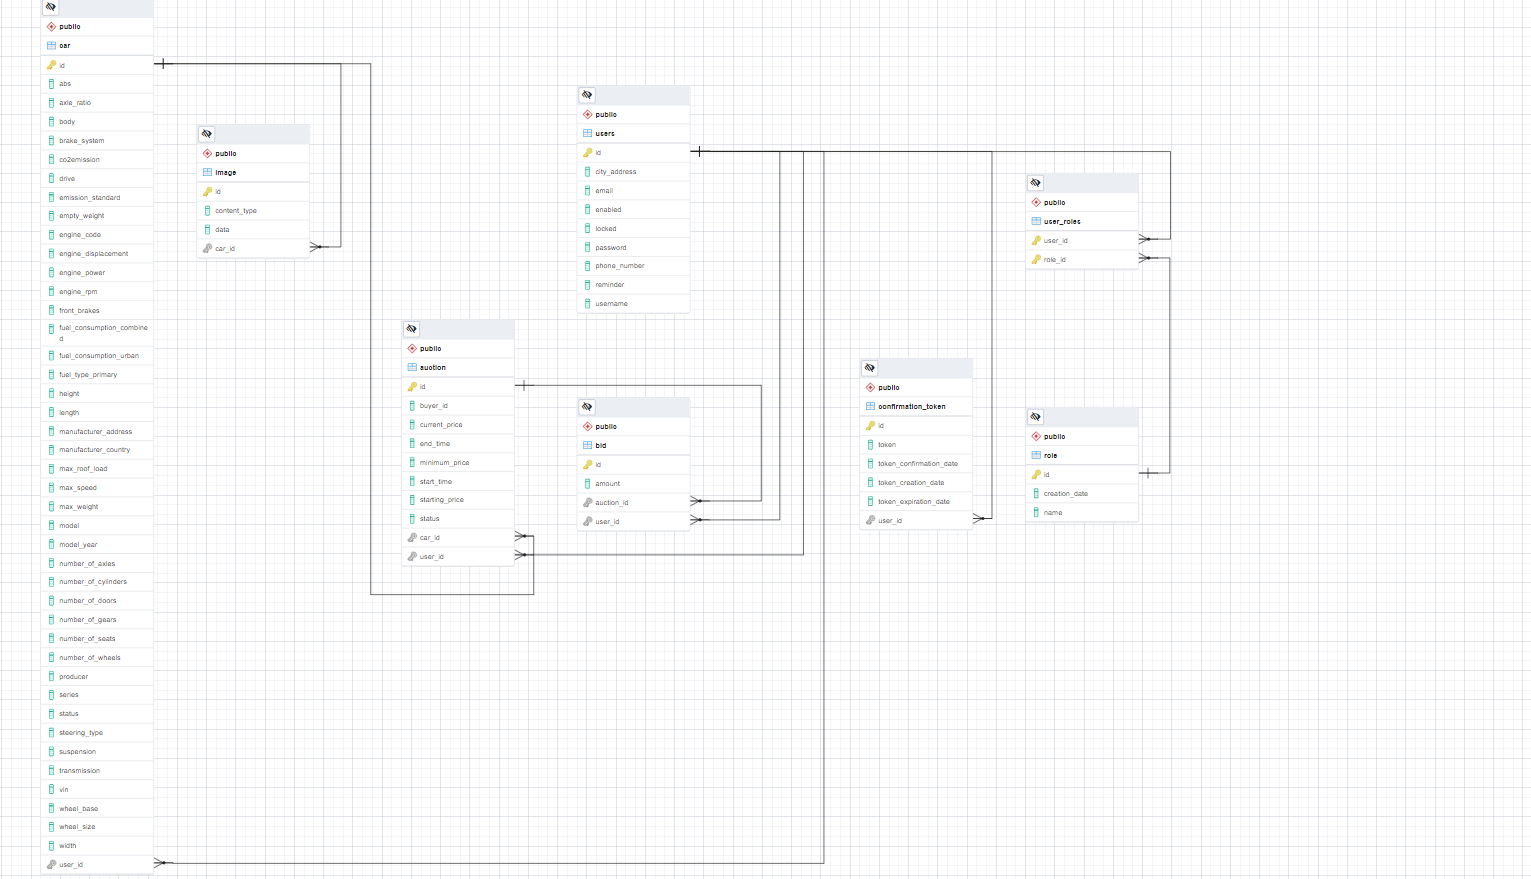 public
car
id
abs
axle_ratio
body
brake_system
co2emission
drive
emission_standard
empty_weight
engine_code
engine_displacement
engine_power
engine_rpm
front_brakes
fuel_consumption_combine
d
fuel_consumption_urban
fuel_type_primary
height
length
manufacturer_address
manufacturer_country
max_roof_load
max_speed
max_weight
model
model_year
number_of_axles
number_of_cylinders
number_of_doors
number_of_gears
number_of_seats
number_of_wheels
producer
series
status
steering_type
suspension
transmission
vin
wheel_base
wheel_size
width
user_id
public
image
id
content_type
data
car_id
public
auction
id
buyer_id
current_price
end_time
minimum_price
start_time
starting_price
status
car_id
user_id
public
users
id
city_address
email
enabled
locked
password
phone_number
reminder
username
public
bid
id
amount
auction_id
user_id
public
confirmation_token
id
token
token_confirmation_date
token_creation_date
token_expiration_date
user_id
public
user_roles
user_id
role_id
public
role
id
creation_date
name